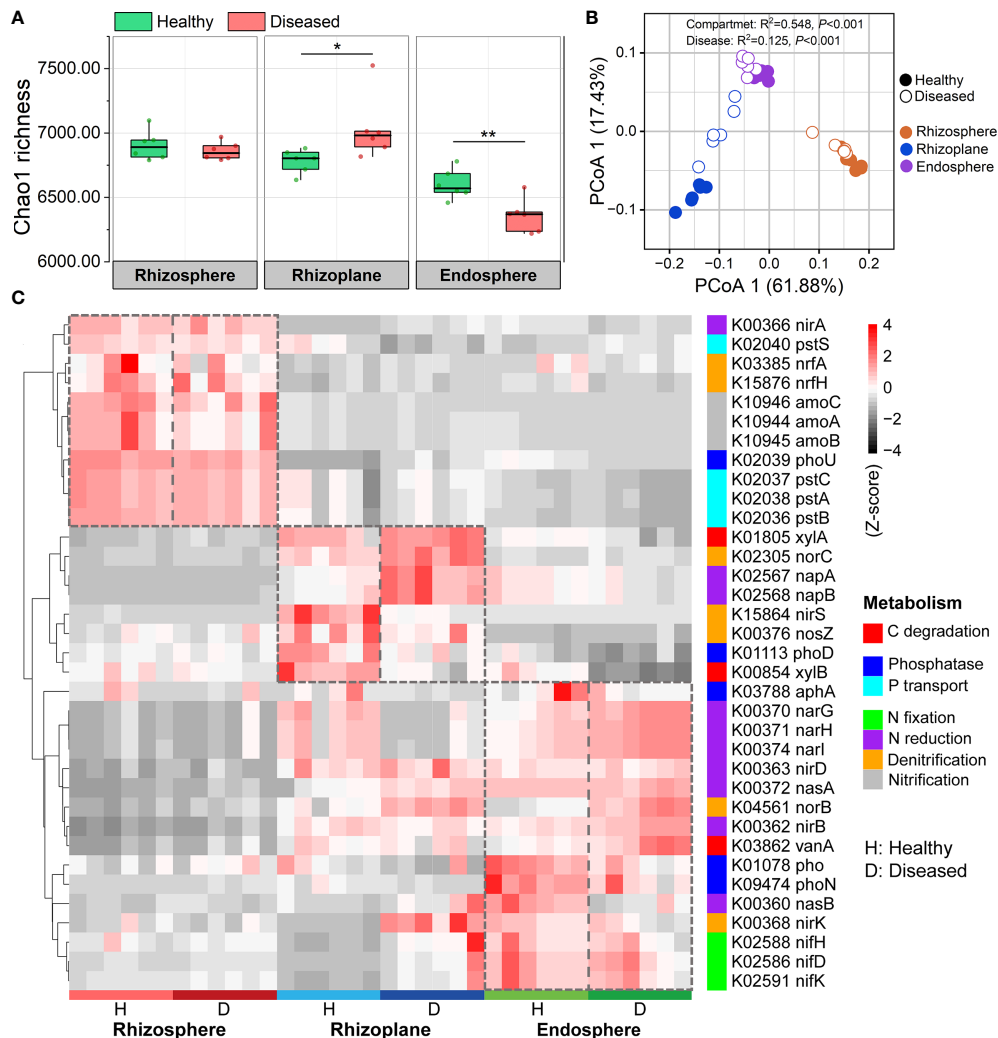 A
Healthy
Diseased
Chao1 richness
7500.00
7000.00
6500.00
6000.00
*
**
Rhizosphere
Rhizoplane
Endosphere
B
Compartmet: R²=0.548, P<0.001
Disease: R²=0.125, P<0.001
PCoA 1 (17.43%)
0.1
0.0
−0.1
−0.2
−0.1
0.0
0.1
0.2
PCoA 1 (61.88%)
Healthy
Diseased
Rhizosphere
Rhizoplane
Endosphere
C
K00366 nirA
K02040 pstS
K03385 nrfA
K15876 nrfH
K10946 amoC
K10944 amoA
K10945 amoB
K02039 phoU
K02037 pstC
K02038 pstA
K02036 pstB
K01805 xylA
K02305 norC
K02567 napA
K02568 napB
K15864 nirS
K00376 nosZ
K01113 phoD
K00854 xylB
K03788 aphA
K00370 narG
K00371 narH
K00374 narI
K00363 nirD
K00372 nasA
K04561 norB
K00362 nirB
K03862 vanA
K01078 pho
K09474 phoN
K00360 nasB
K00368 nirK
K02588 nifH
K02586 nifD
K02591 nifK
4
2
0
−2
−4
(Z-score)
Metabolism
C degradation
Phosphatase
P transport
N fixation
N reduction
Denitrification
Nitrification
H: Healthy
D: Diseased
H D H D H D
Rhizosphere Rhizoplane Endosphere